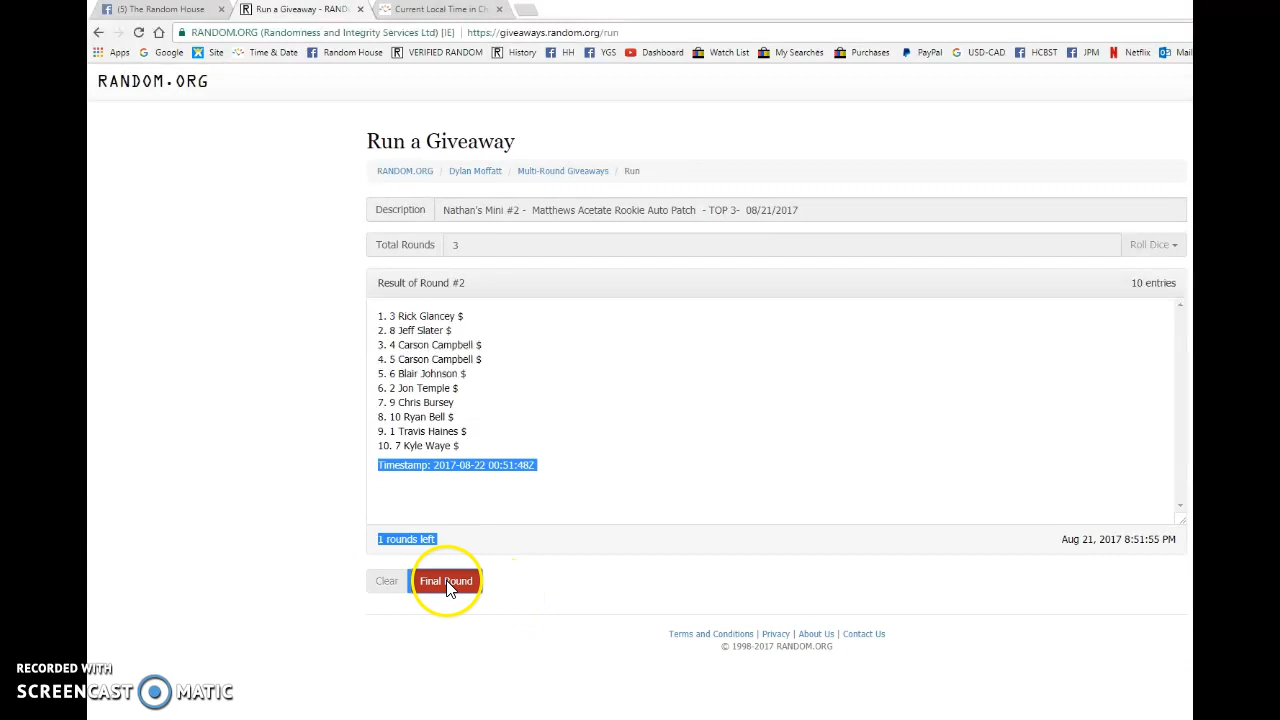 (5) The Random House
Run a Giveaway - RAND
Current Local Time in Ch
RANDOM.ORG (Randomness and Integrity Services Ltd) [IE] https://giveaways.random.org/run
Apps Google Site Time & Date Random House VERIFIED RANDOM History HH YGS Dashboard Watch List My Searches Purchases PayPal USD-CAD HCBST JPM Netflix Mail
RANDOM.ORG
Run a Giveaway
RANDOM.ORG / Dylan Moffatt / Multi-Round Giveaways / Run
Description Nathan's Mini #2 - Matthews Acetate Rookie Auto Patch - TOP 3- 08/21/2017
Total Rounds 3 Roll Dice
Result of Round #2 10 entries
1. 3 Rick Glancey $
2. 8 Jeff Slater $
3. 4 Carson Campbell $
4. 5 Carson Campbell $
5. 6 Blair Johnson $
6. 2 Jon Temple $
7. 9 Chris Bursey
8. 10 Ryan Bell $
9. 1 Travis Haines $
10. 7 Kyle Waye $
Timestamp: 2017-08-22 00:51:48Z
1 rounds left Aug 21, 2017 8:51:55 PM
Clear Final Round
Terms and Conditions | Privacy | About Us | Contact Us
© 1998-2017 RANDOM.ORG
RECORDED WITH
SCREENCAST MATIC